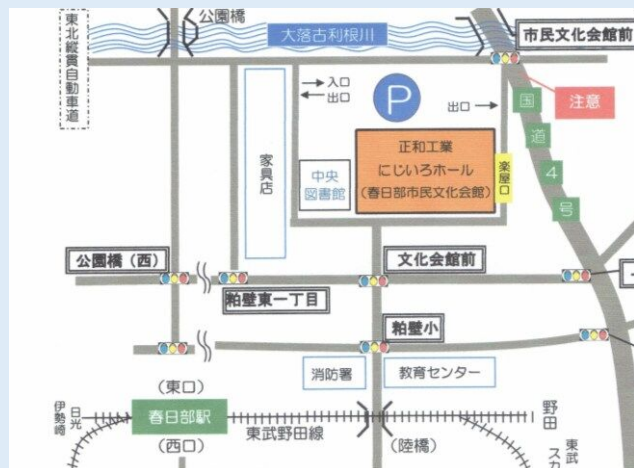 東北縦貫自動車道
公園橋
大落古利根川
市民文化会館前
入口
出口
P
出口
国道4号
注意
家具店
中央
図書館
正和工業
にじいろホール
(春日部市民文化会館)
楽屋口
公園橋(西)
文化会館前
粕壁東一丁目
粕壁小
消防署
教育センター
(東口)
春日部駅
(西口)
日光
伊勢崎
東武野田線
(陸橋)
野田
東武
スカ